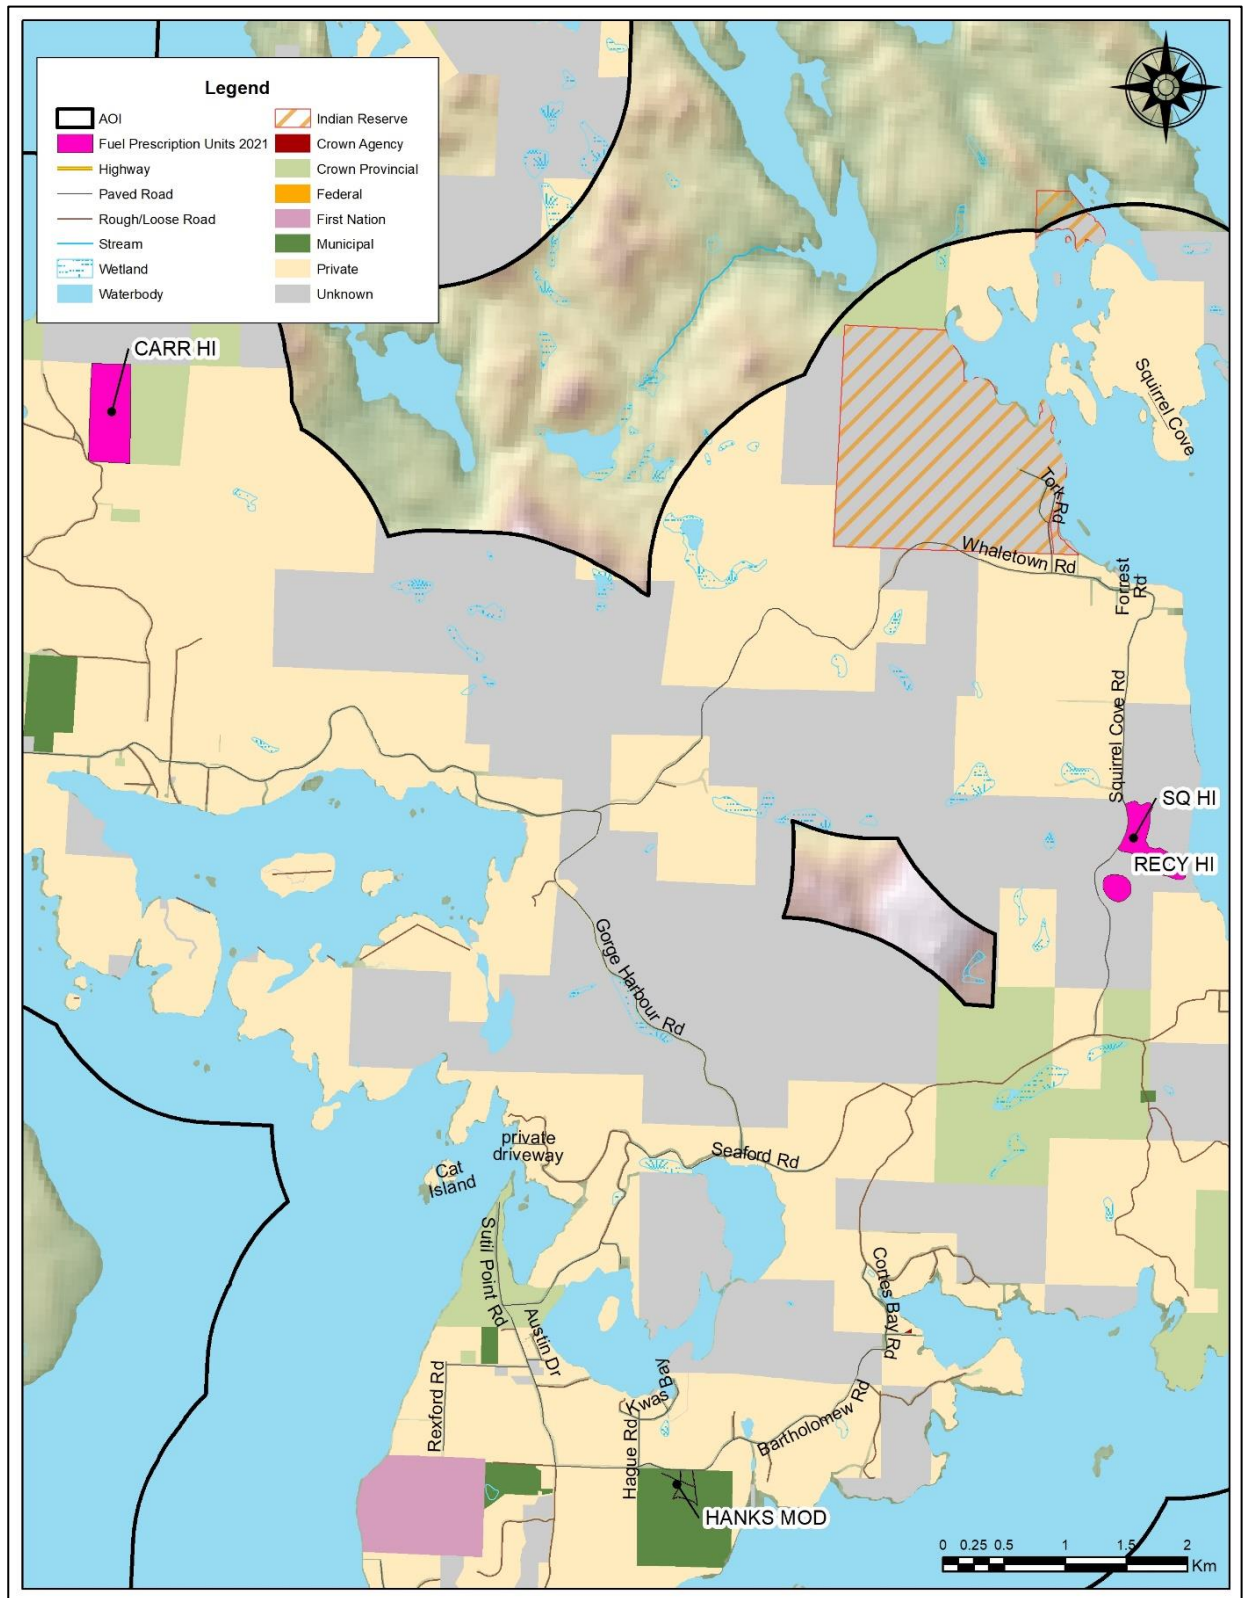 Legend
AOI
Fuel Prescription Units 2021
Highway
Paved Road
Rough/Loose Road
Stream
Wetland
Waterbody
Indian Reserve
Crown Agency
Crown Provincial
Federal
First Nation
Municipal
Private
Unknown
CARR HI
Squirrel Cove
Tork Rd
Whaletown Rd
Forrest
Rd
Squirrel Cove Rd
SQ HI
RECY HI
Gorge Harbour Rd
private
driveway
Seaford Rd
Cat
Island
Sutil Point Rd
Austin Dr
Cortes Bay Rd
Rexford Rd
Kwas Bay
Hague Rd
Bartholomew Rd
HANKS MOD
0 0.25 0.5 1 1.5 2
Km